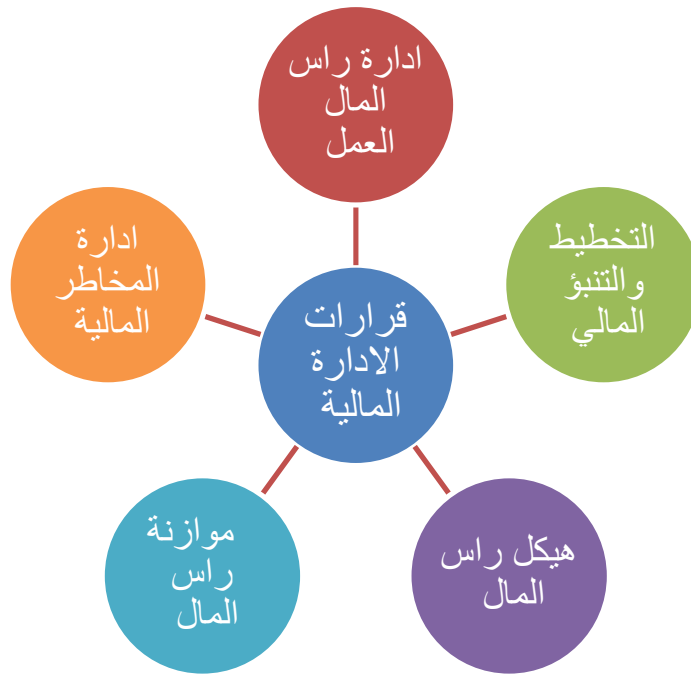 ادارة راس
المال
العمل
التخطيط
والتنبؤ
المالي
ادارة
المخاطر
المالية
قرارات
الادارة
المالية
هيكل راس
المال
موازنة
راس
المال